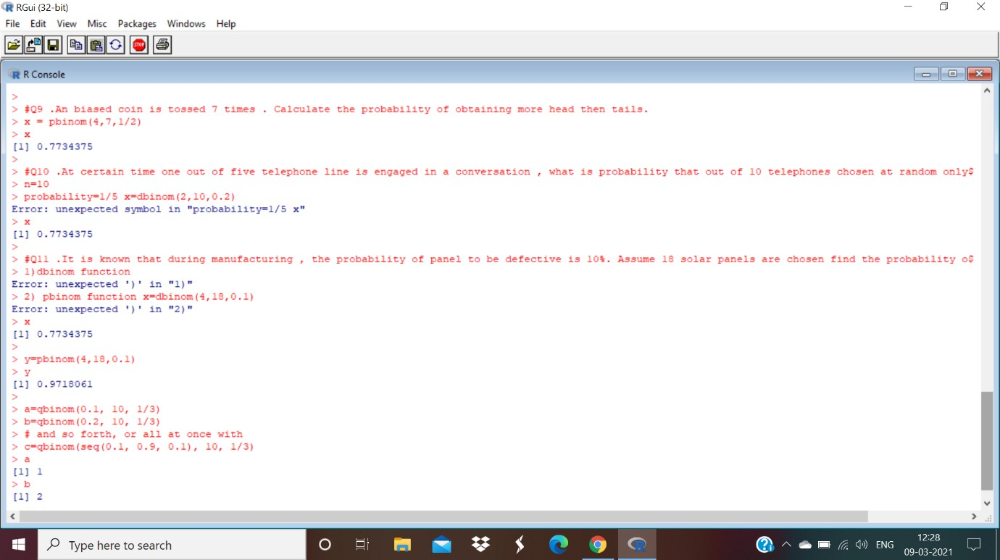 RGui (32-bit)
File Edit View Misc Packages Windows Help
STOP
R Console
>
> #Q9 .An biased coin is tossed 7 times . Calculate the probability of obtaining more head then tails.
> x = pbinom(4,7,1/2)
> x
[1] 0.7734375
>
> #Q10 .At certain time one out of five telephone line is engaged in a conversation , what is probability that out of 10 telephones chosen at random only$
> n=10
> probability=1/5 x=dbinom(2,10,0.2)
Error: unexpected symbol in "probability=1/5 x"
> x
[1] 0.7734375
>
> #Q11 .It is known that during manufacturing , the probability of panel to be defective is 10%. Assume 18 solar panels are chosen find the probability o$
> 1)dbinom function
Error: unexpected ')' in "1)"
> 2) pbinom function x=dbinom(4,18,0.1)
Error: unexpected ')' in "2)"
> x
[1] 0.7734375
>
> y=pbinom(4,18,0.1)
> y
[1] 0.9718061
>
> a=qbinom(0.1, 10, 1/3)
> b=qbinom(0.2, 10, 1/3)
> # and so forth, or all at once with
> c=qbinom(seq(0.1, 0.9, 0.1), 10, 1/3)
> a
[1] 1
> b
[1] 2
Type here to search
ENG
12:28
09-03-2021